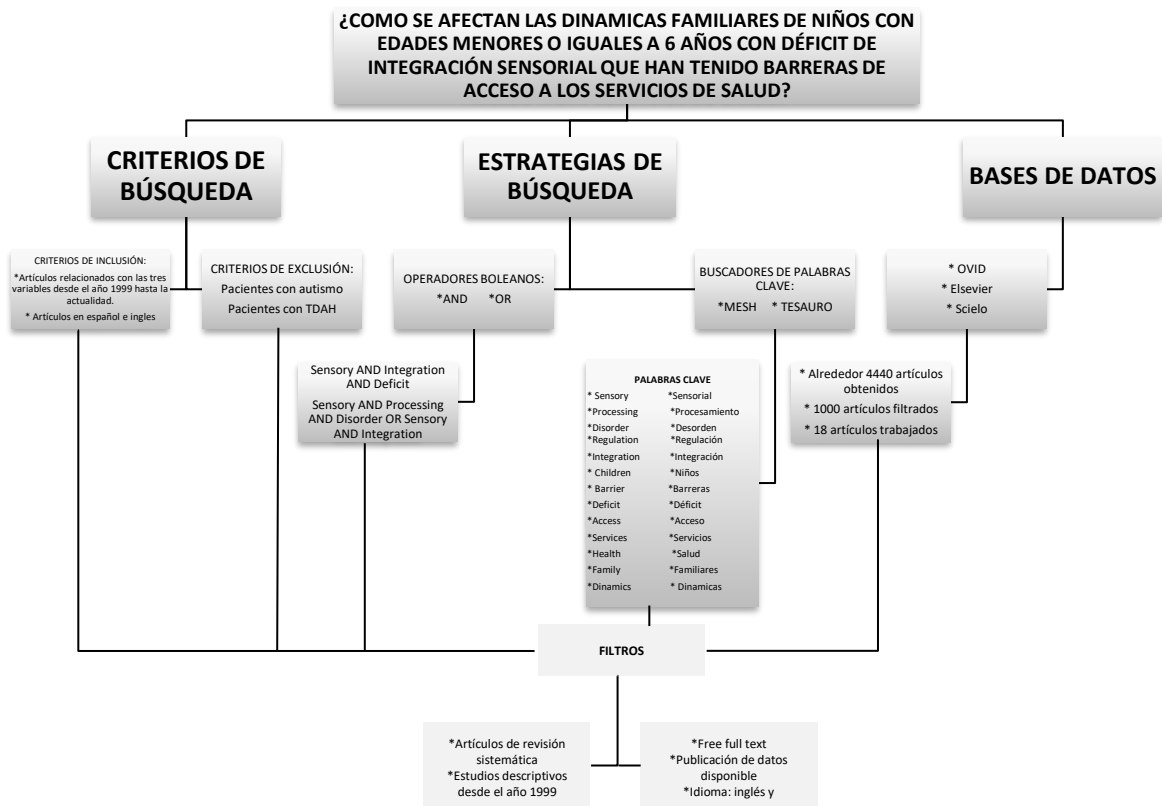 ¿COMO SE AFECTAN LAS DINAMICAS FAMILIARES DE NIÑOS CON
EDADES MENORES O IGUALES A 6 AÑOS CON DÉFICIT DE
INTEGRACIÓN SENSORIAL QUE HAN TENIDO BARRERAS DE
ACCESO A LOS SERVICIOS DE SALUD?
CRITERIOS DE
BÚSQUEDA
ESTRATEGIAS DE
BÚSQUEDA
BASES DE DATOS
CRITERIOS DE INCLUSIÓN:
*Artículos relacionados con las tres
variables desde el año 1999 hasta la
actualidad.
* Artículos en español e ingles
CRITERIOS DE EXCLUSIÓN:
Pacientes con autismo
Pacientes con TDAH
OPERADORES BOLEANOS:
*AND *OR
BUSCADORES DE PALABRAS
CLAVE:
*MESH * TESAURO
* OVID
* Elsevier
* Scielo
Sensory AND Integration
AND Deficit
Sensory AND Processing
AND Disorder OR Sensory
AND Integration
PALABRAS CLAVE
* Sensory *Sensorial
*Processing *Procesamiento
*Disorder *Desorden
*Regulation *Regulación
*Integration *Integración
* Children *Niños
* Barrier *Barreras
*Deficit *Déficit
*Access *Acceso
*Services *Servicios
*Health *Salud
*Family *Familiares
*Dinamics * Dinamicas
* Alrededor 4440 artículos
obtenidos
* 1000 artículos filtrados
* 18 artículos trabajados
FILTROS
*Artículos de revisión
sistemática
*Estudios descriptivos
desde el año 1999
*Free full text
*Publicación de datos
disponible
*Idioma: inglés y